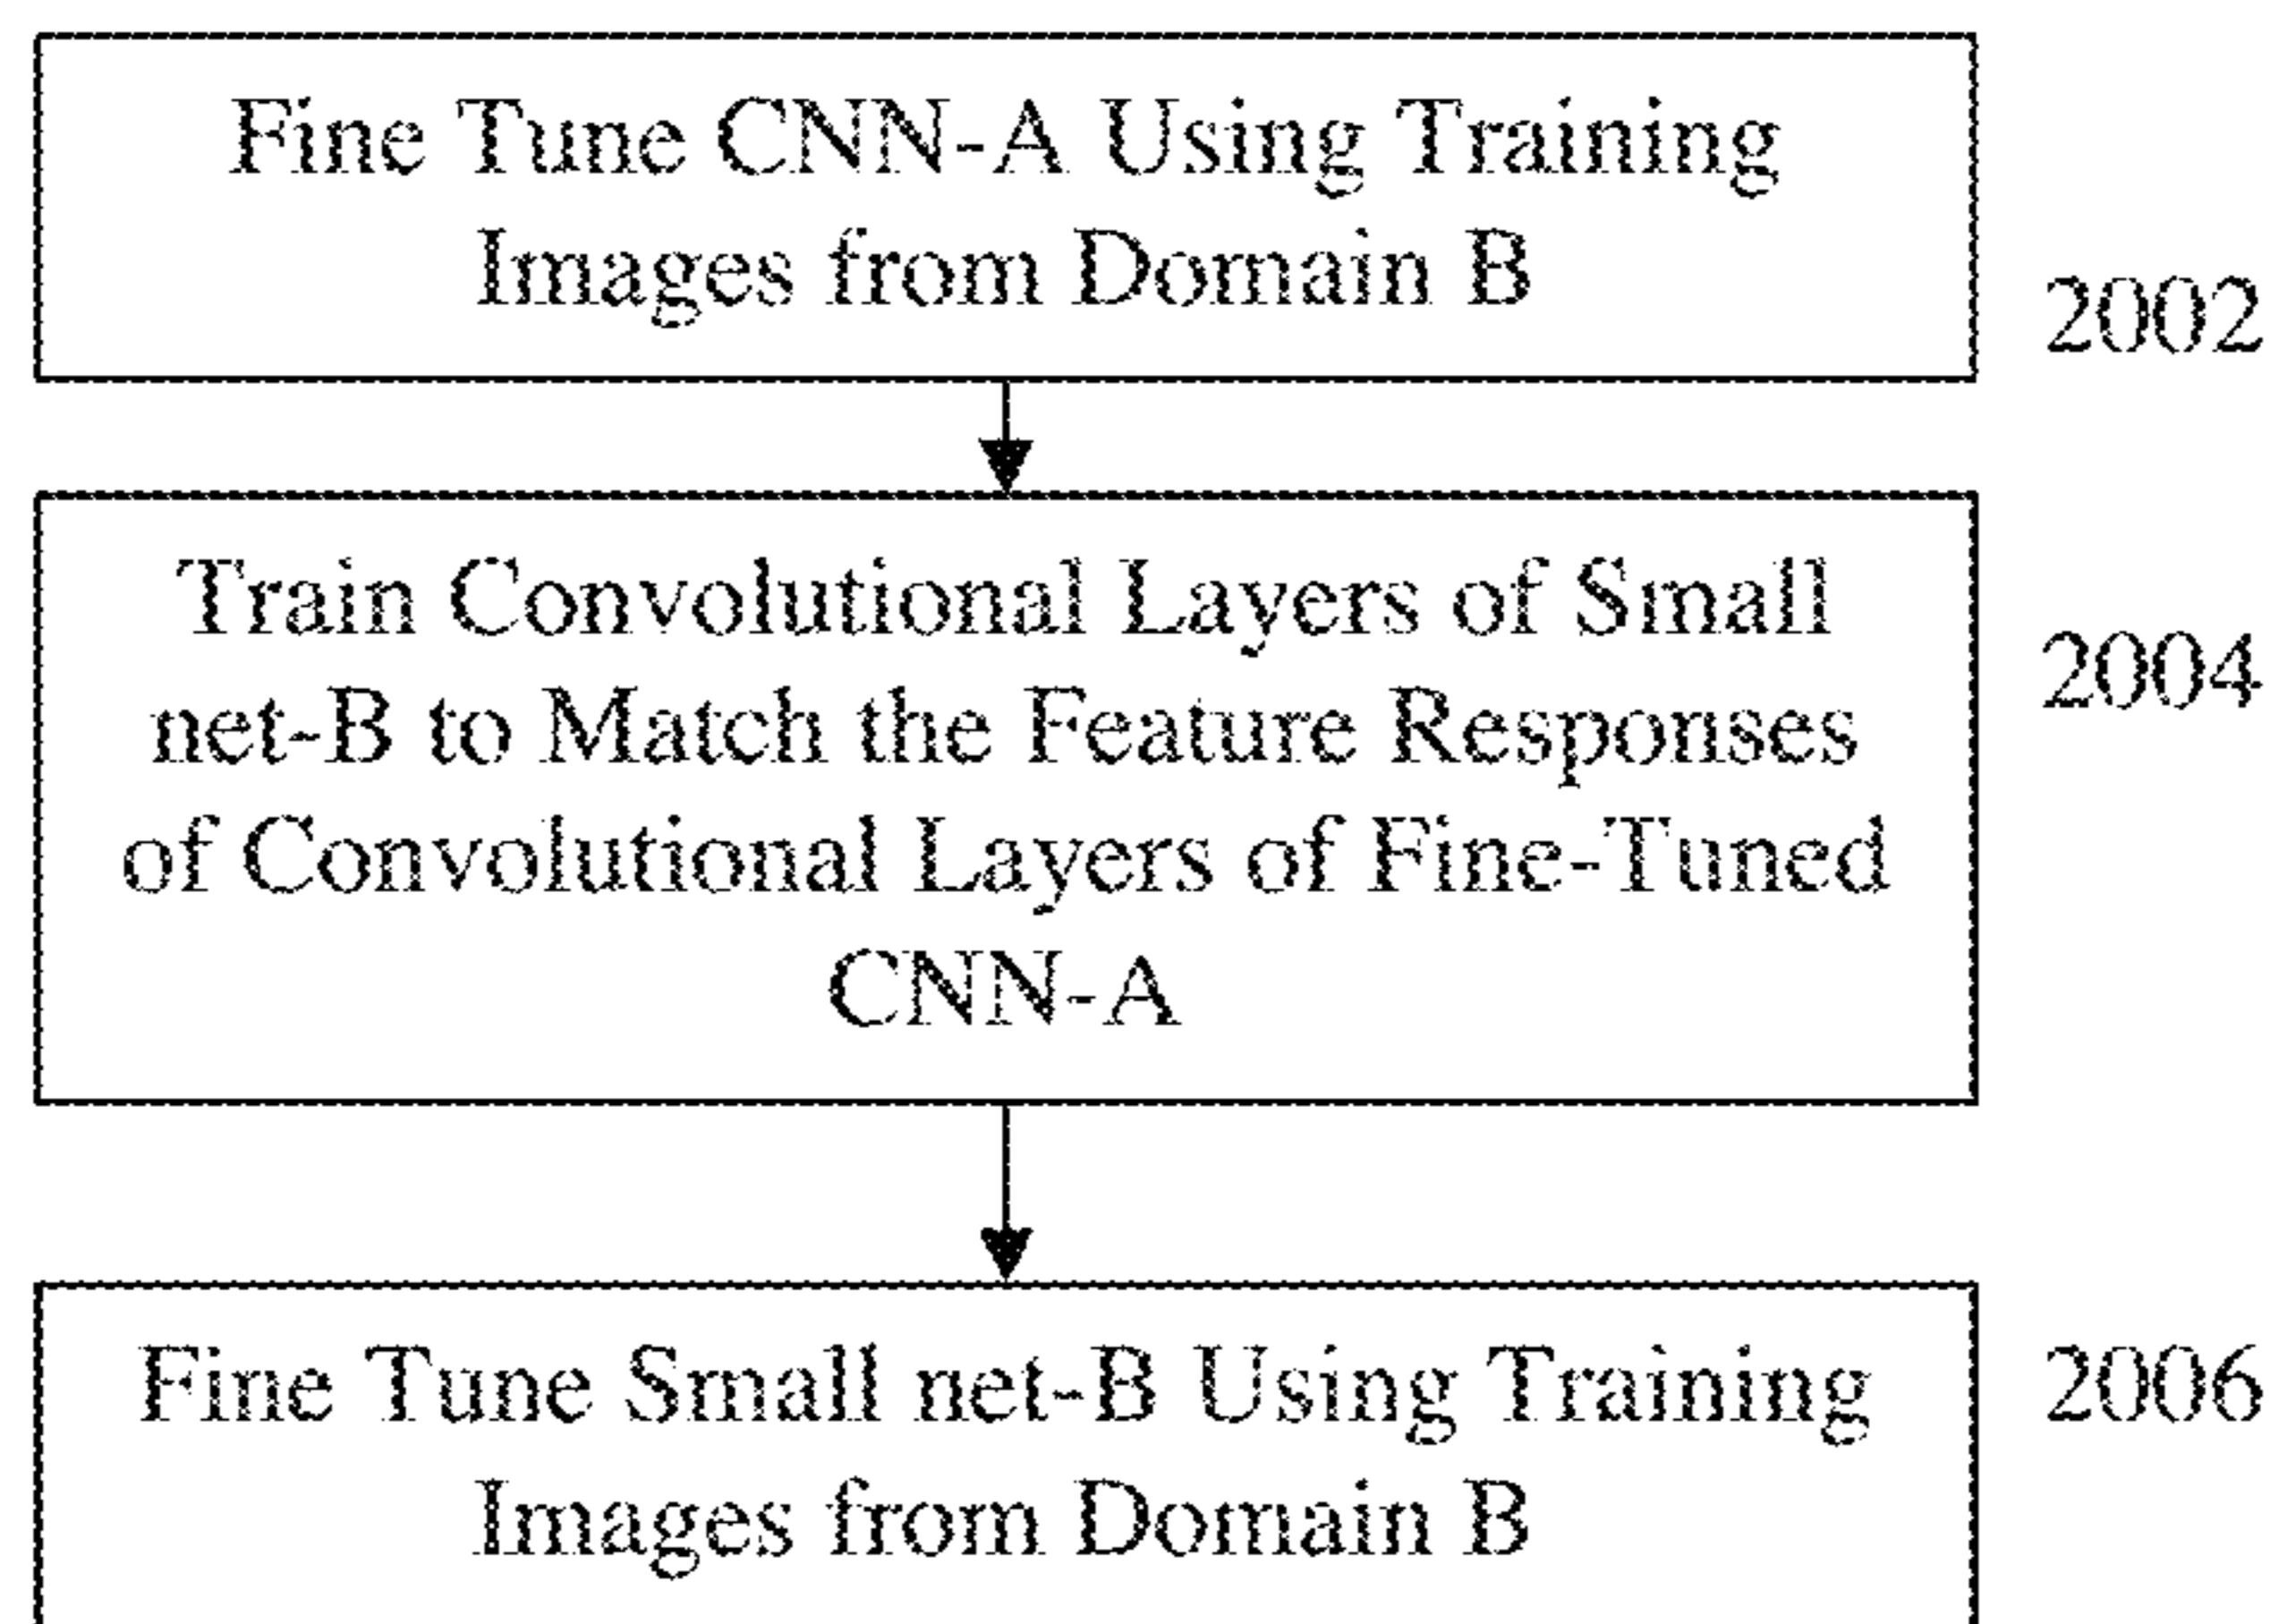 Fine Tune CNN-A Using Training
Images from Domain B
2002
Train Convolutional Layers of Small
net-B to Match the Feature Responses
of Convolutional Layers of Fine-Tuned
CNN-A
2004
Fine Tune Small net-B Using Training
Images from Domain B
2006